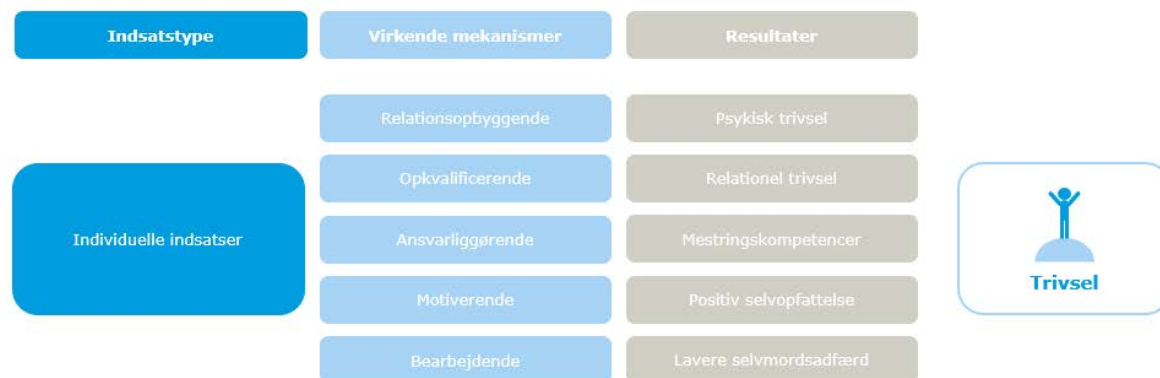 Indsatstype
Virkende mekanismer
Resultater
Individuelle indsatser
Relationsopbyggende
Opkvalificerende
Ansvarliggørende
Motiverende
Bearbejdende
Psykisk trivsel
Relationel trivsel
Mestringskompetencer
Positiv selvopfattelse
Lavere selvmordsadfærd
Trivsel